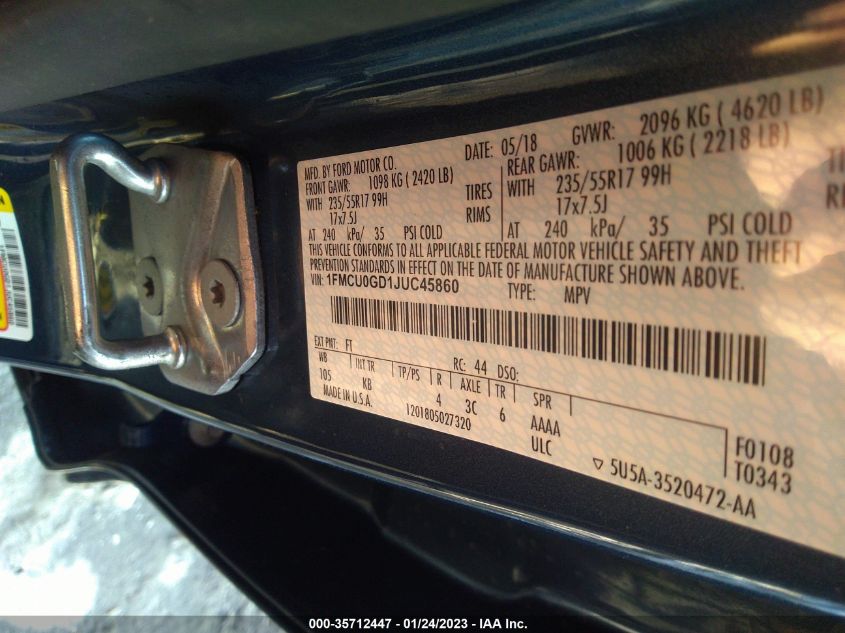 MFD. BY FORD MOTOR CO.
DATE: 05/18 GVWR: 2096 KG ( 4620 LB)
FRONT GAWR: 1098 KG (2420 LB)
REAR GAWR: 1006 KG ( 2218 LB)
WITH 235/55R17 99H TIRES WITH 235/55R17 99H
17x7.5J RIMS 17x7.5J
AT 240 kPa/ 35 PSI COLD AT 240 kPa/ 35 PSI COLD
THIS VEHICLE CONFORMS TO ALL APPLICABLE FEDERAL MOTOR VEHICLE SAFETY AND THEFT
PREVENTION STANDARDS IN EFFECT ON THE DATE OF MANUFACTURE SHOWN ABOVE.
VIN: 1FMCU0GD1JUC45860 TYPE: MPV
EXT PNT: FT RC: 44 DSO:
WB INT TR TP/PS R AXLE TR SPR
105 KB 4 3C 6 AAAA
MADE IN U.S.A. 1201805027320 ULC
F0108
T0343
5U5A-3520472-AA
000-35712447 - 01/24/2023 - IAA Inc.